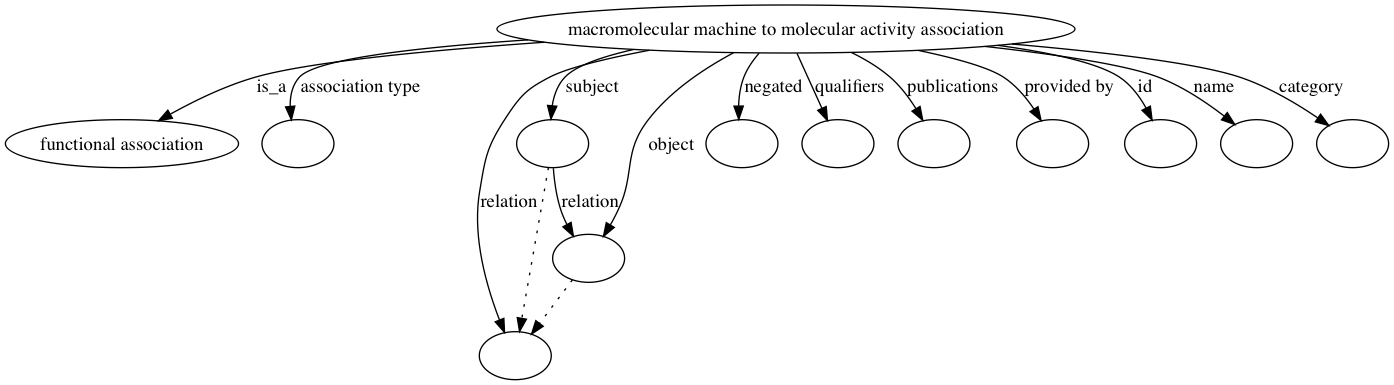 macromolecular machine to molecular activity association
is_a
association type
subject
negated
qualifiers
publications
provided by
id
name
category
functional association
object
relation
relation